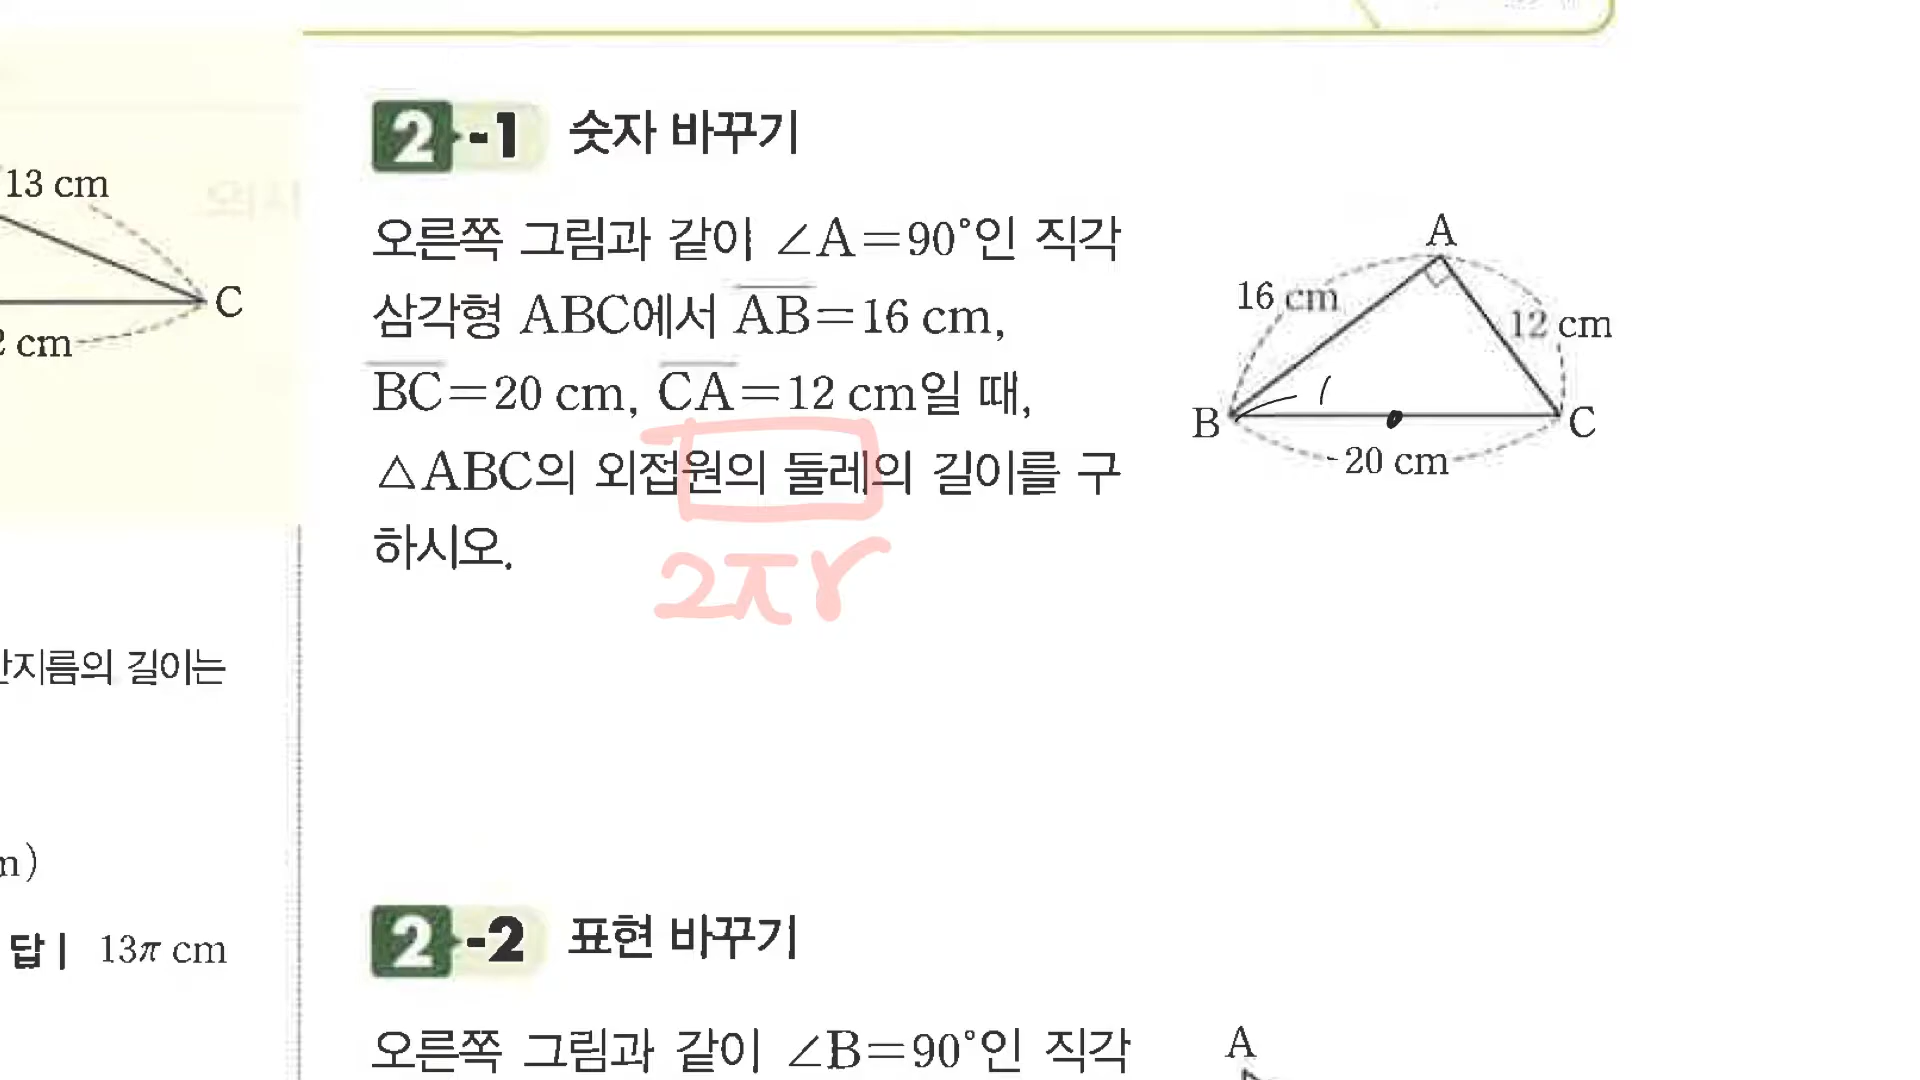 13 cm
C
2 cm
지름의 길이는
m)
답 | 13π cm
2-1 숫자 바꾸기
오른쪽 그림과 같이 ∠A=90°인 직각
삼각형 ABC에서 AB=16 cm,
BC=20 cm, CA=12 cm일 때,
△ABC의 외접원의 둘레의 길이를 구
하시오.
2πr
A
16 cm
12 cm
B
C
20 cm
2-2 표현 바꾸기
오른쪽 그림과 같이 ∠B=90°인 직각
A